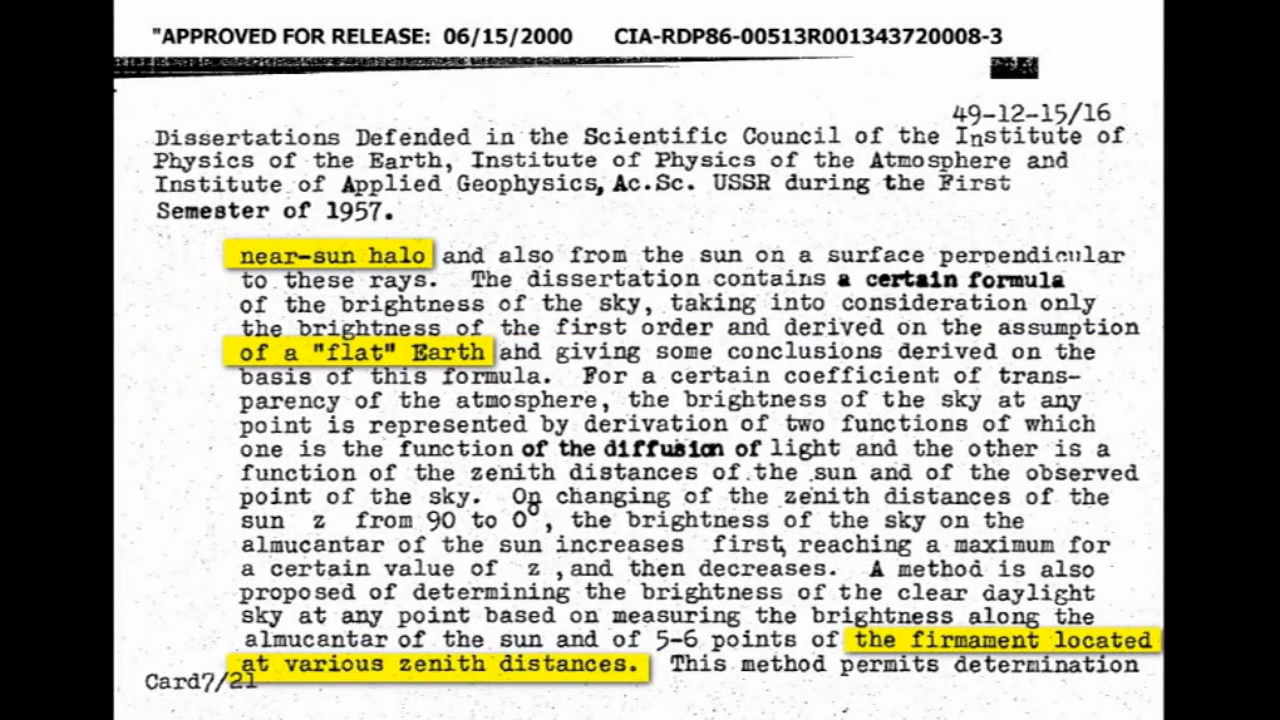 "APPROVED FOR RELEASE: 06/15/2000 CIA-RDP86-00513R001343720008-3
49-12-15/16
Dissertations Defended in the Scientific Council of the Institute of
Physics of the Earth, Institute of Physics of the Atmosphere and
Institute of Applied Geophysics, Ac.Sc. USSR during the First
Semester of 1957.
near-sun halo and also from the sun on a surface perpendicular
to these rays. The dissertation contains a certain formula
of the brightness of the sky, taking into consideration only
the brightness of the first order and derived on the assumption
of a "flat" Earth and giving some conclusions derived on the
basis of this formula. For a certain coefficient of trans-
parency of the atmosphere, the brightness of the sky at any
point is represented by derivation of two functions of which
one is the function of the diffusion of light and the other is a
function of the zenith distances of the sun and of the observed
point of the sky. On changing of the zenith distances of the
sun z from 90 to 0°, the brightness of the sky on the
almucantar of the sun increases first, reaching a maximum for
a certain value of z , and then decreases. A method is also
proposed of determining the brightness of the clear daylight
sky at any point based on measuring the brightness along the
almucantar of the sun and of 5-6 points of the firmament located
at various zenith distances. This method permits determination
Card7/21